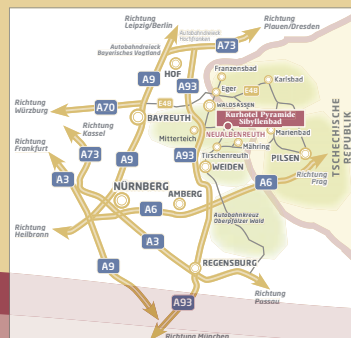 Richtung
Leipzig/Berlin
Richtung
Plauen/Dresden
Autobahndreieck
Hochfranken
Autobahndreieck
Bayerisches Vogtland
A73
HOF
Franzensbad
A9
A93
Karlsbad
Eger
E48
Richtung
Würzburg
A70
E48
WALDSASSEN
Kurhotel Pyramide
Sibyllenbad
BAYREUTH
Richtung
Kassel
NEUALBENREUTH
Marienbad
Mitterteich
Mähring
Richtung
Frankfurt
A73
A9
A93
Tirschenreuth
PILSEN
TSCHECHISCHE
REPUBLIK
WEIDEN
Richtung
Prag
A3
NÜRNBERG
A6
AMBERG
A6
Autobahnkreuz
Oberpfälzer Wald
Richtung
Heilbronn
A3
A9
REGENSBURG
Richtung
Passau
A93
Richtung München